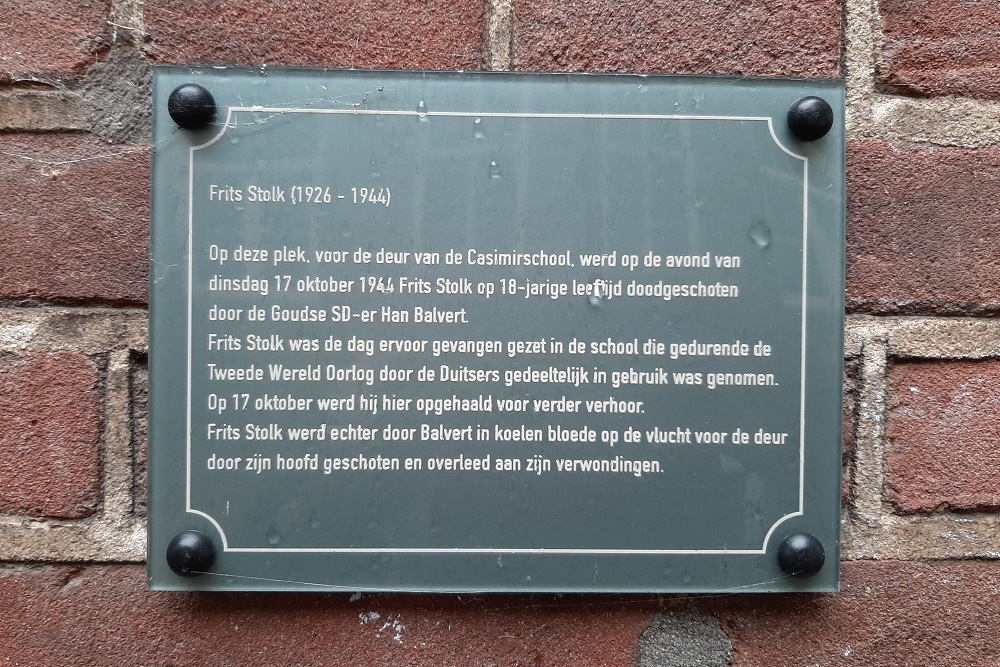 Frits Stolk (1926 - 1944)
Op deze plek, voor de deur van de Casimirschool, werd op de avond van
dinsdag 17 oktober 1944 Frits Stolk op 18-jarige leeftijd doodgeschoten
door de Goudse SD-er Han Balvert.
Frits Stolk was de dag ervoor gevangen gezet in de school die gedurende de
Tweede Wereld Oorlog door de Duitsers gedeeltelijk in gebruik was genomen.
Op 17 oktober werd hij hier opgehaald voor verder verhoor.
Frits Stolk werd echter door Balvert in koelen bloede op de vlucht voor de deur
door zijn hoofd geschoten en overleed aan zijn verwondingen.